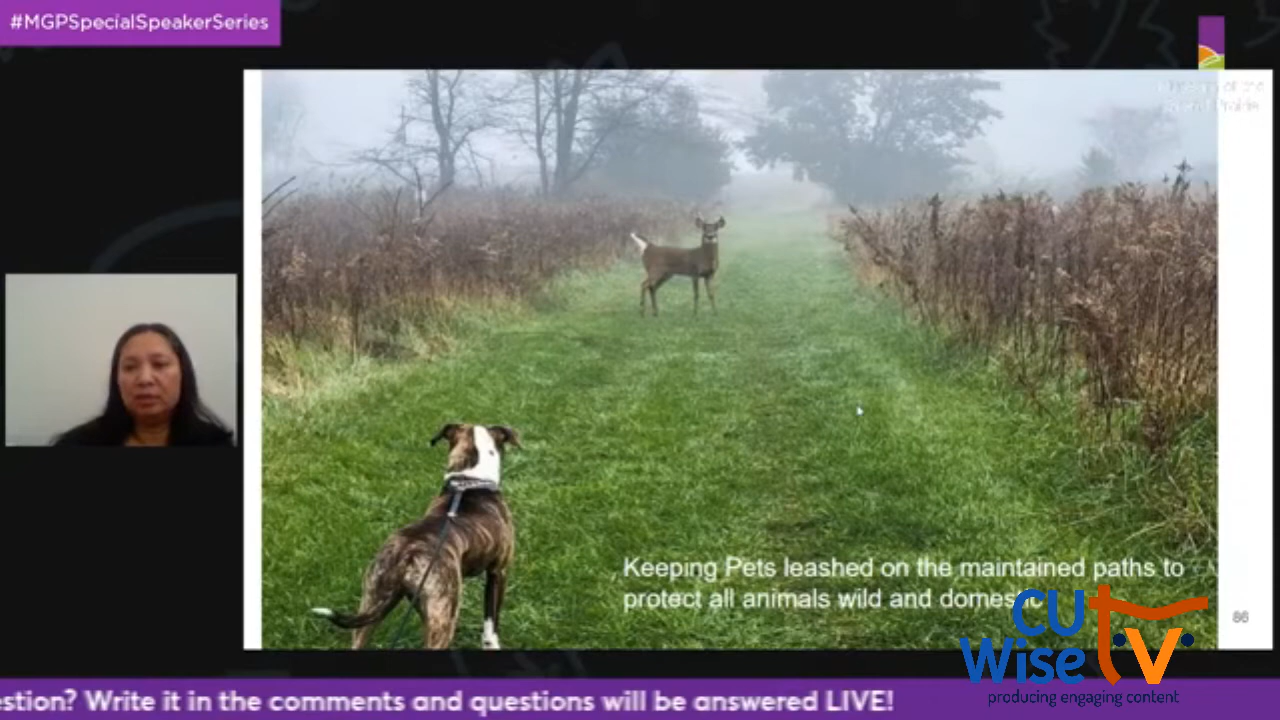 #MGPSpecialSpeakerSeries
Keeping Pets leashed on the maintained paths to
protect all animals wild and domestic
86
CU
Wise tv
producing engaging content
estion? Write it in the comments and questions will be answered LIVE!